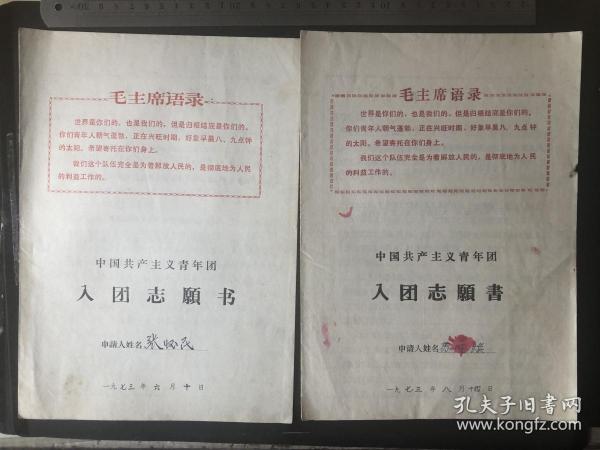 毛主席语录
世界是你们的，也是我们的，但是归根结底是你们的。
你们青年人朝气蓬勃，正在兴旺时期，好象早晨八、九点钟
的太阳。希望寄托在你们身上。
我们这个队伍完全是为着解放人民的，是彻底地为人民
的利益工作的。
中国共产主义青年团
入团志願书
申請人姓名 张
民
一九七三年六月十日
毛主席语录
世界是你们的，也是我们的，但是归根结底是你们的。
你们青年人朝气蓬勃，正在兴旺时期，好象早晨八、九点钟
的太阳。希望寄托在你们身上。
我们这个队伍完全是为着解放人民的，是彻底地为人民
的利益工作的。
中国共产主义青年团
入团志願書
申請人姓名
一九七三年八月十四日
孔夫子旧書网
www.kongfz.com